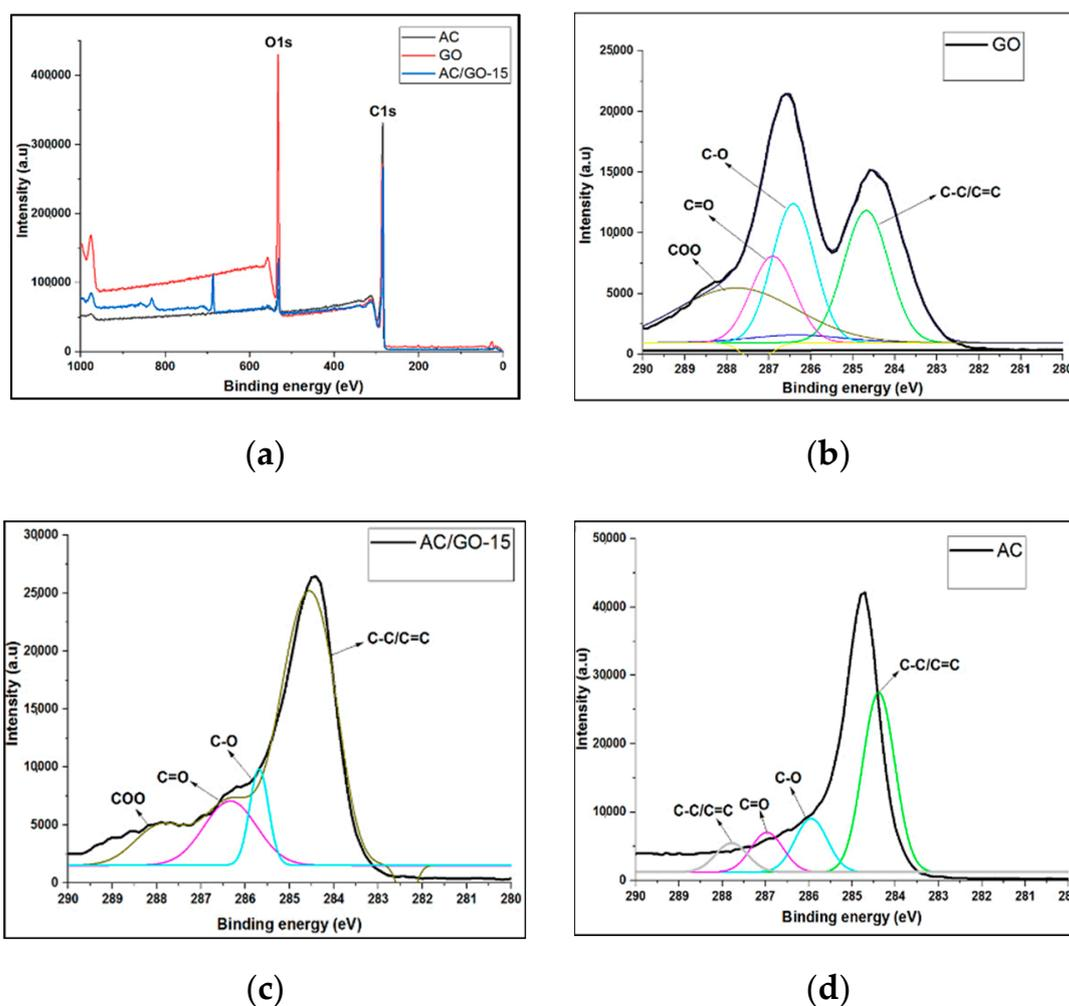 O1s
AC
GO
AC/GO-15
C1s
400000
300000
200000
100000
0
Intensity (a.u)
1000 800 600 400 200 0
Binding energy (eV)
(a)
GO
25000
20000
15000
10000
5000
0
Intensity (a.u)
C-O
C=O
COO
C-C/C=C
290 289 288 287 286 285 284 283 282 281 280
Binding energy (eV)
(b)
AC/GO-15
30000
25000
20000
15000
10000
5000
0
Intensity (a.u)
C-C/C=C
C-O
C=O
COO
290 289 288 287 286 285 284 283 282 281 280
Binding energy (eV)
(c)
AC
50000
40000
30000
20000
10000
0
Intensity (a.u)
C-C/C=C
C-O
C=O
C-C/C=C
290 289 288 287 286 285 284 283 282 281 280
Binding energy (eV)
(d)